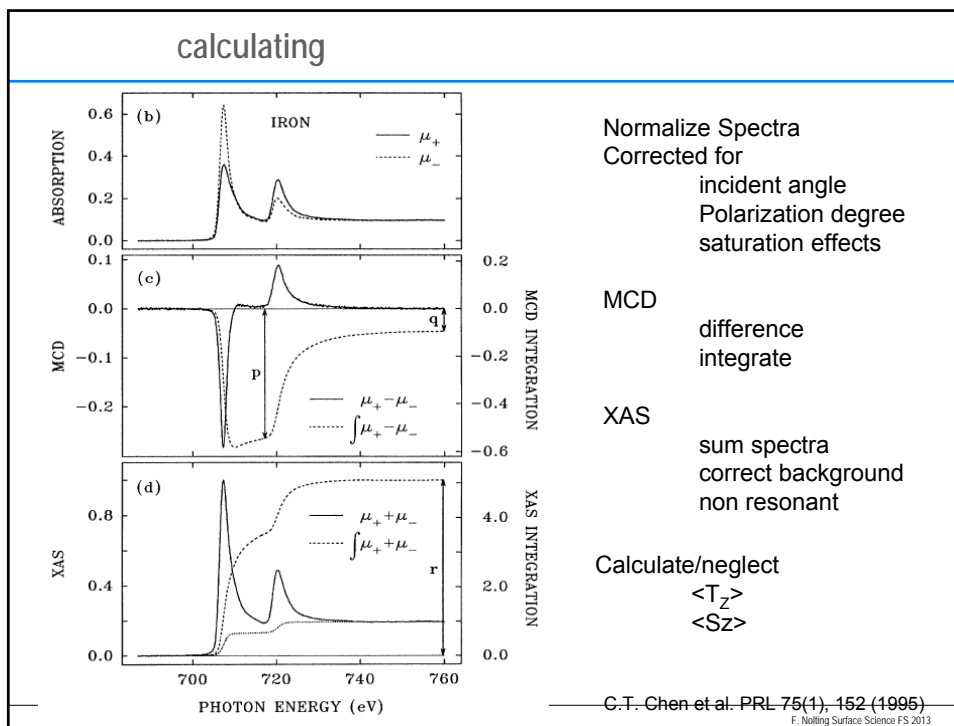 calculating
(b)
IRON
μ₊
μ₋
ABSORPTION
0.6
0.4
0.2
0.0
(c)
MCD
0.1
0.0
−0.1
−0.2
p
q
μ₊−μ₋
∫μ₊−μ₋
0.2
0.0
−0.2
−0.4
−0.6
MCD INTEGRATION
(d)
XAS
0.8
0.4
0.0
μ₊+μ₋
∫μ₊+μ₋
r
4.0
2.0
0.0
XAS INTEGRATION
700 720 740 760
PHOTON ENERGY (eV)
Normalize Spectra
Corrected for
incident angle
Polarization degree
saturation effects
MCD
difference
integrate
XAS
sum spectra
correct background
non resonant
Calculate/neglect
<T_Z>
<Sz>
C.T. Chen et al. PRL 75(1), 152 (1995)
F. Nolting Surface Science FS 2013